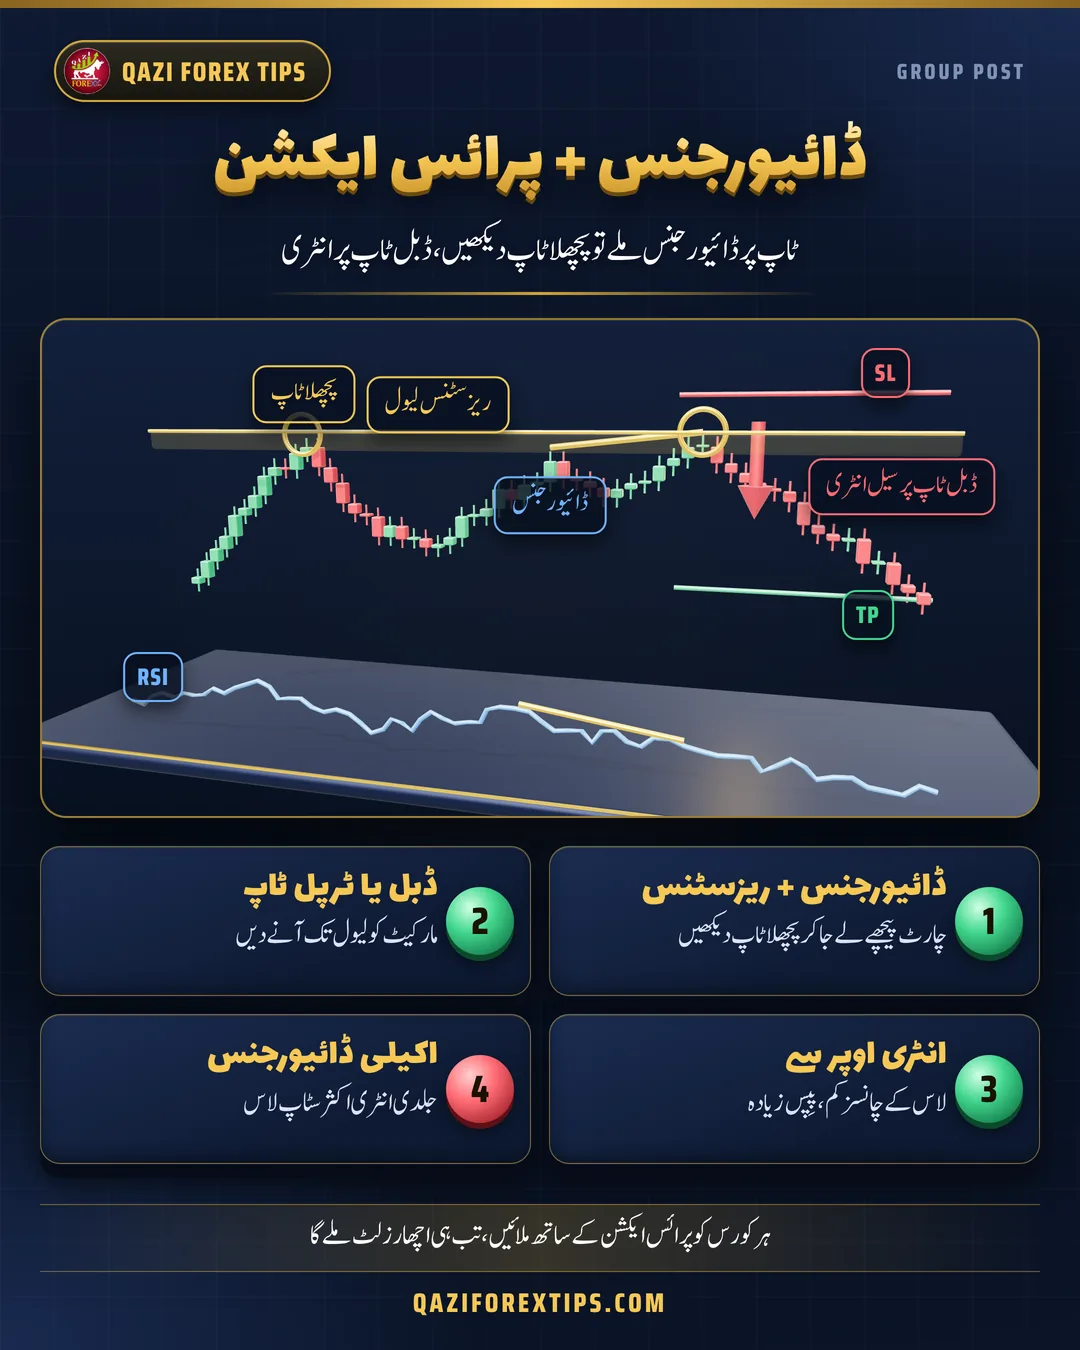 QAZI FOREX TIPS
GROUP POST
ڈائیورجنس + پرائس ایکشن
ٹاپ پر ڈائیورجنس ملے تو پچھلا ٹاپ دیکھیں، ڈبل ٹاپ پر انٹری
SL
پچھلا ٹاپ
ریزسٹنس لیول
ڈبل ٹاپ پر سیل انٹری
ڈائیورجنس
TP
RSI
1
ڈائیورجنس + ریزسٹنس
چارٹ پیچھے لے جا کر پچھلا ٹاپ دیکھیں
2
ڈبل یا ٹرپل ٹاپ
مارکیٹ کو لیول تک آنے دیں
3
انٹری اوپر سے
لاس کے چانسز کم، پپس زیادہ
4
اکیلی ڈائیورجنس
جلدی انٹری اکثر سٹاپ لاس
ہر کورس کو پرائس ایکشن کے ساتھ ملائیں، تب ہی اچھا رزلٹ ملے گا
QAZIFOREXTIPS.COM